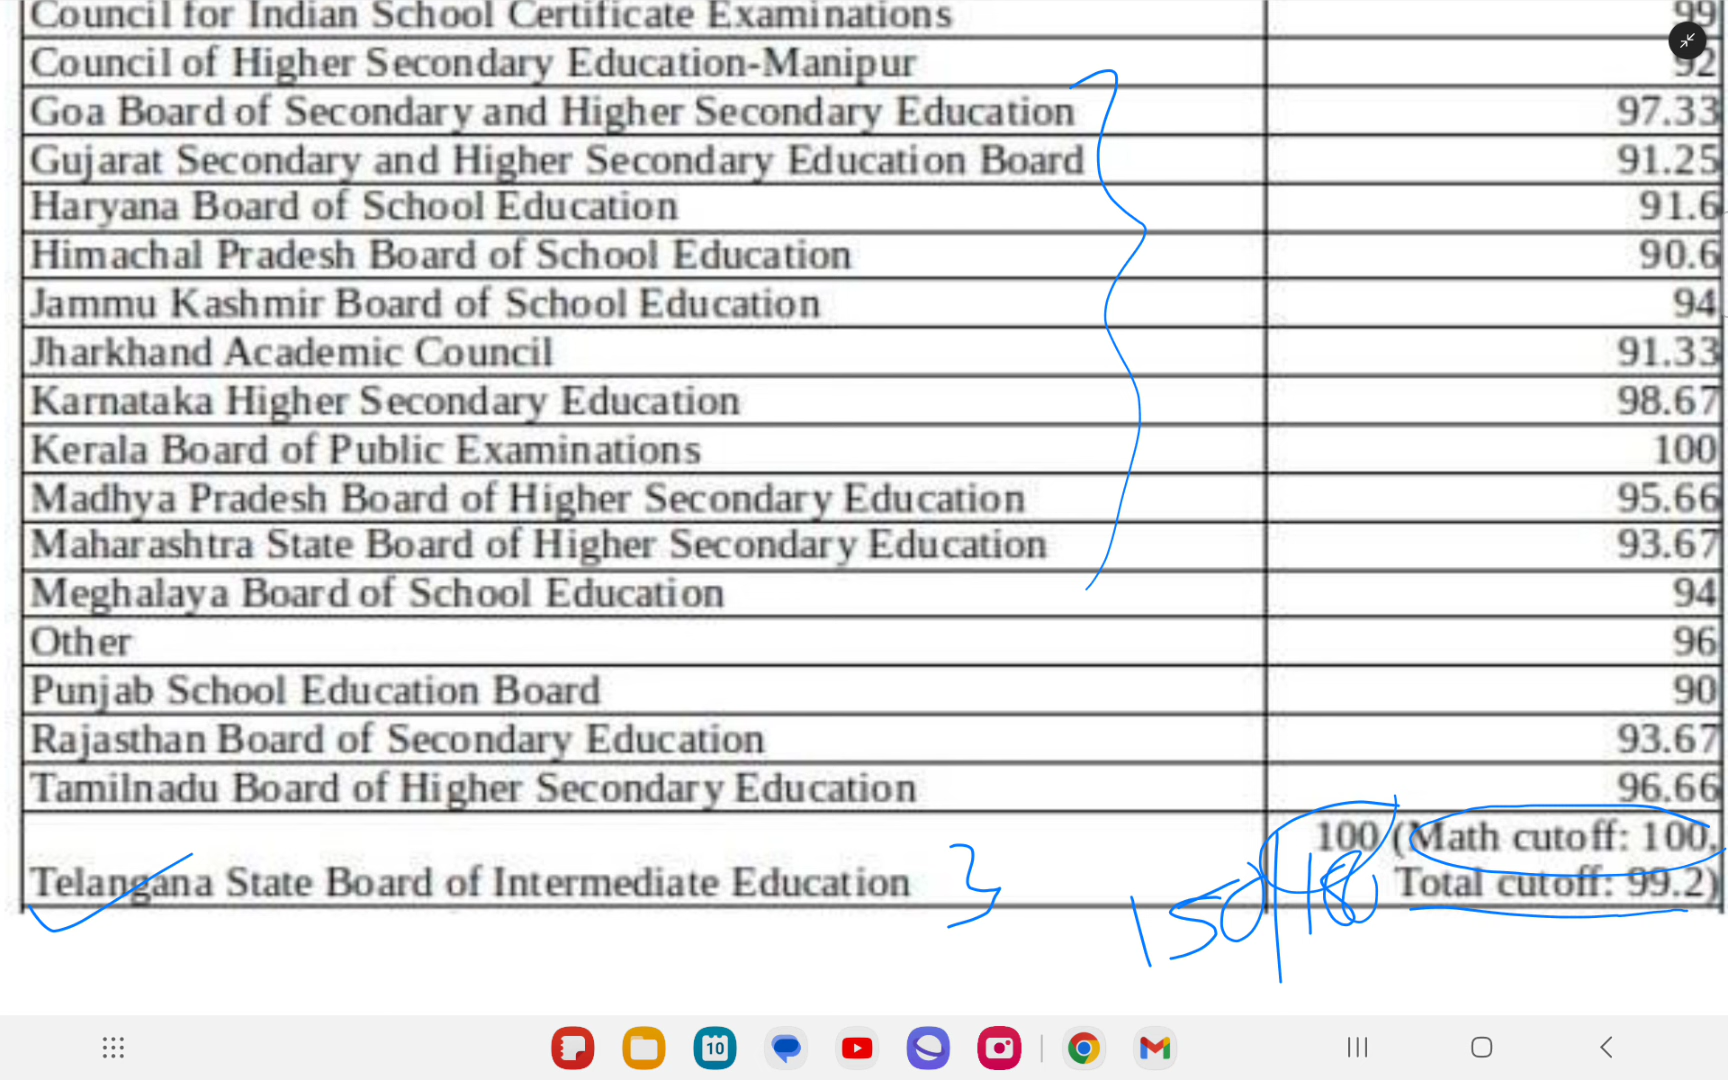 Council for Indian School Certificate Examinations 99
Council of Higher Secondary Education-Manipur 92
Goa Board of Secondary and Higher Secondary Education 97.33
Gujarat Secondary and Higher Secondary Education Board 91.25
Haryana Board of School Education 91.6
Himachal Pradesh Board of School Education 90.6
Jammu Kashmir Board of School Education 94
Jharkhand Academic Council 91.33
Karnataka Higher Secondary Education 98.67
Kerala Board of Public Examinations 100
Madhya Pradesh Board of Higher Secondary Education 95.66
Maharashtra State Board of Higher Secondary Education 93.67
Meghalaya Board of School Education 94
Other 96
Punjab School Education Board 90
Rajasthan Board of Secondary Education 93.67
Tamilnadu Board of Higher Secondary Education 96.66
100 (Math cutoff: 100,
Telangana State Board of Intermediate Education Total cutoff: 99.2)
150
10